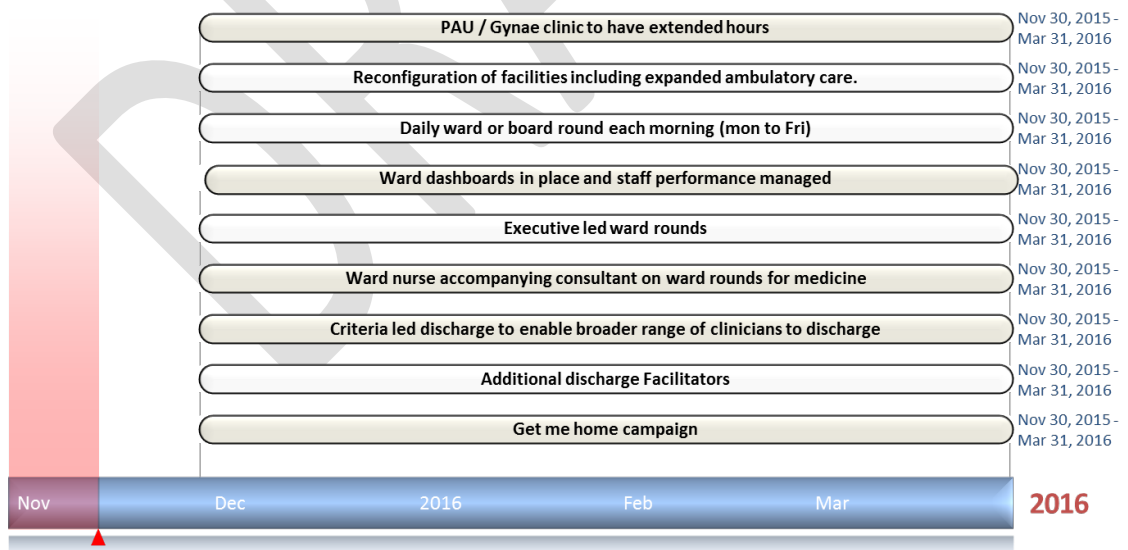 PAU / Gynae clinic to have extended hours
Nov 30, 2015 -
Mar 31, 2016
Reconfiguration of facilities including expanded ambulatory care.
Nov 30, 2015 -
Mar 31, 2016
Daily ward or board round each morning (mon to Fri)
Nov 30, 2015 -
Mar 31, 2016
Ward dashboards in place and staff performance managed
Nov 30, 2015 -
Mar 31, 2016
Executive led ward rounds
Nov 30, 2015 -
Mar 31, 2016
Ward nurse accompanying consultant on ward rounds for medicine
Nov 30, 2015 -
Mar 31, 2016
Criteria led discharge to enable broader range of clinicians to discharge
Nov 30, 2015 -
Mar 31, 2016
Additional discharge Facilitators
Nov 30, 2015 -
Mar 31, 2016
Get me home campaign
Nov 30, 2015 -
Mar 31, 2016
Nov Dec 2016 Feb Mar 2016